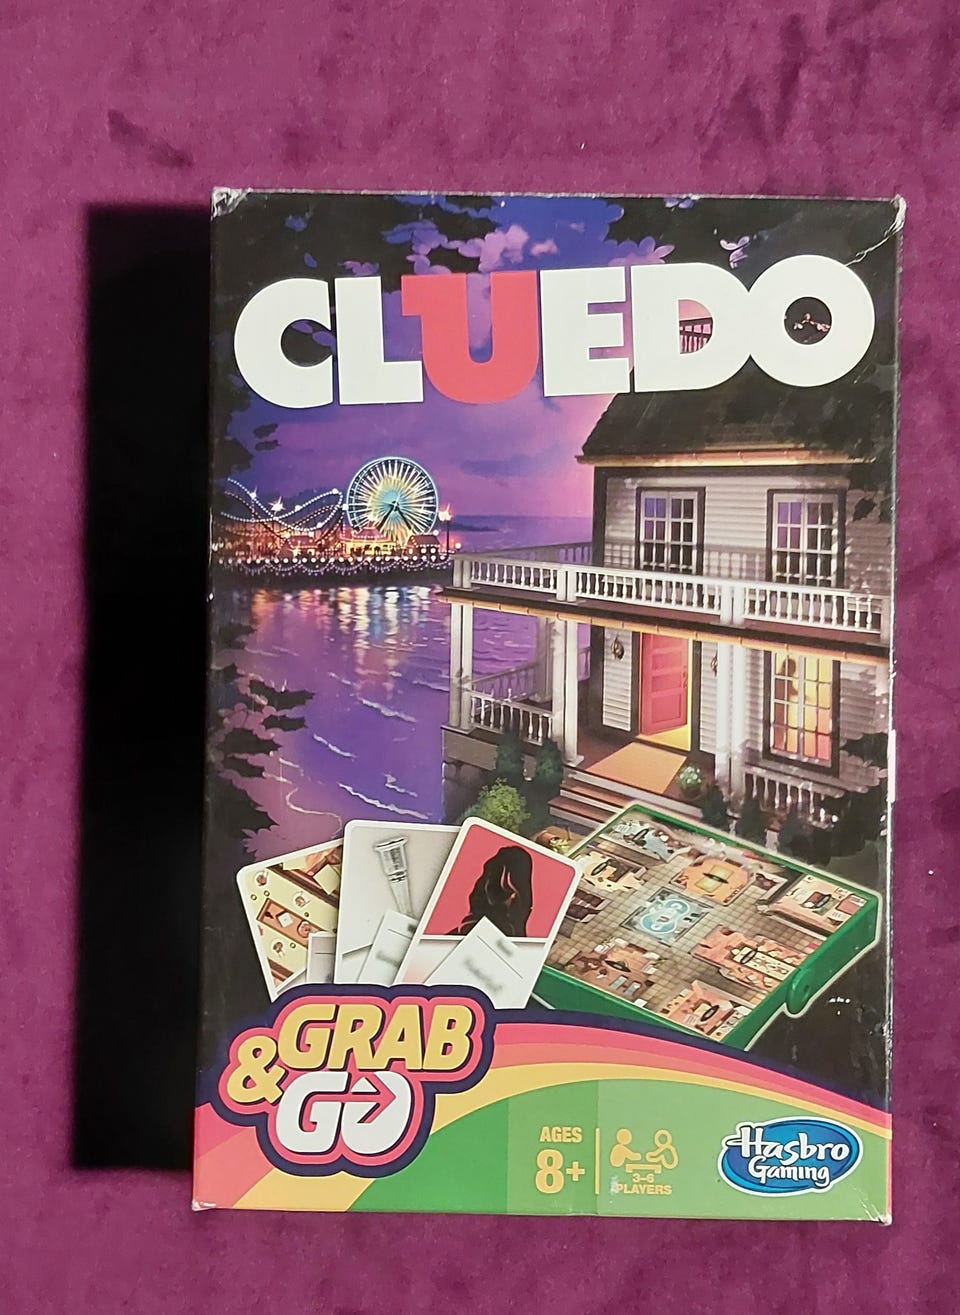 CLUEDO
GRAB
& GO
AGES
8+
3-6
PLAYERS
Hasbro
Gaming